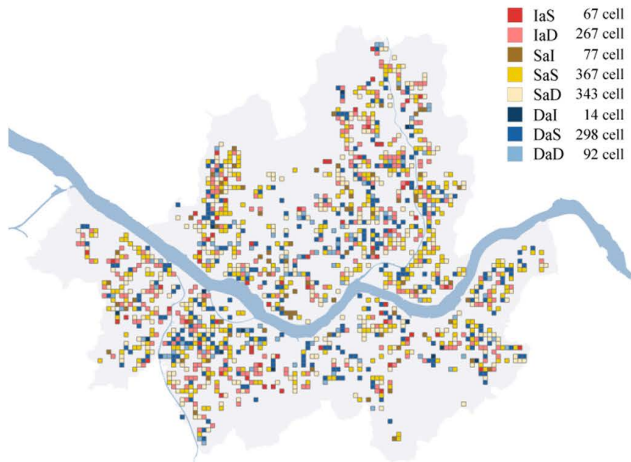 IaS 67 cell
IaD 267 cell
SaI 77 cell
SaS 367 cell
SaD 343 cell
DaI 14 cell
DaS 298 cell
DaD 92 cell